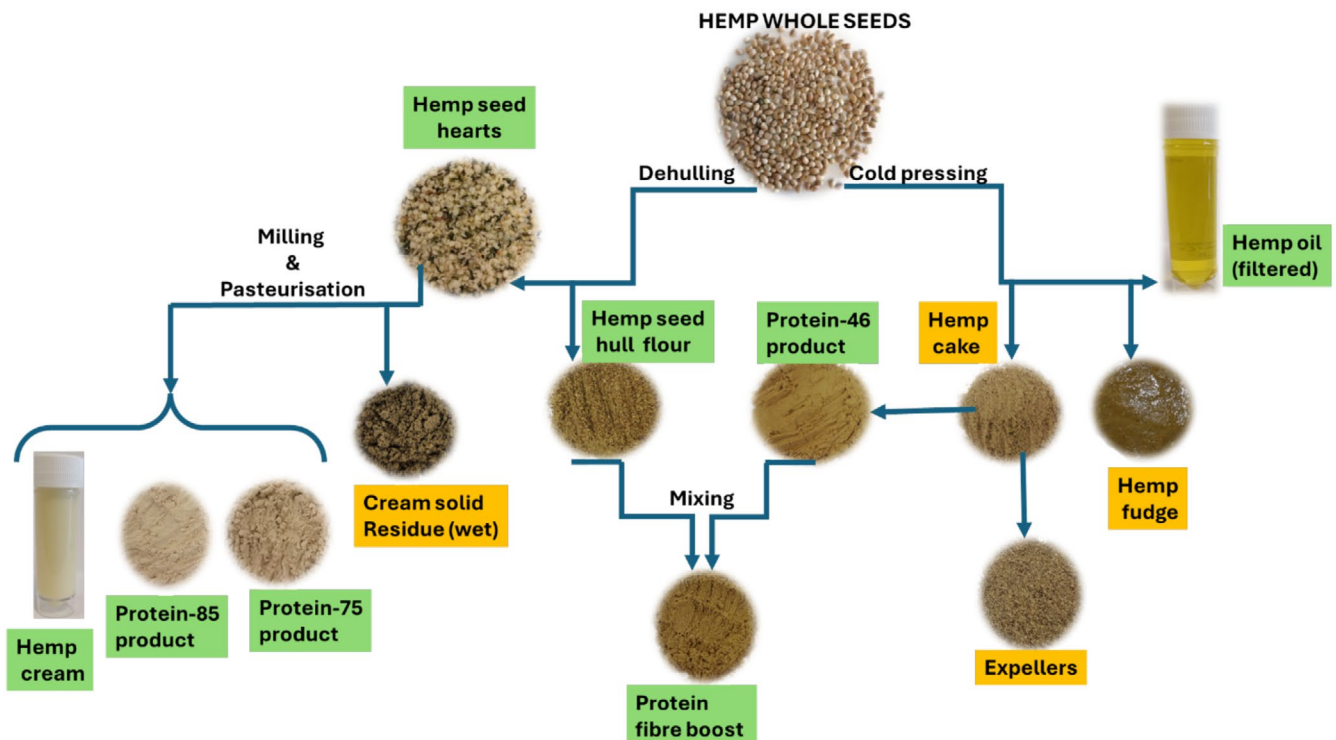 HEMP WHOLE SEEDS
Hemp seed
hearts
Dehulling
Cold pressing
Milling
&
Pasteurisation
Hemp oil
(filtered)
Hemp seed
hull flour
Protein-46
product
Hemp
cake
Cream solid
Residue (wet)
Mixing
Hemp
fudge
Hemp
cream
Protein-85
product
Protein-75
product
Expellers
Protein
fibre boost